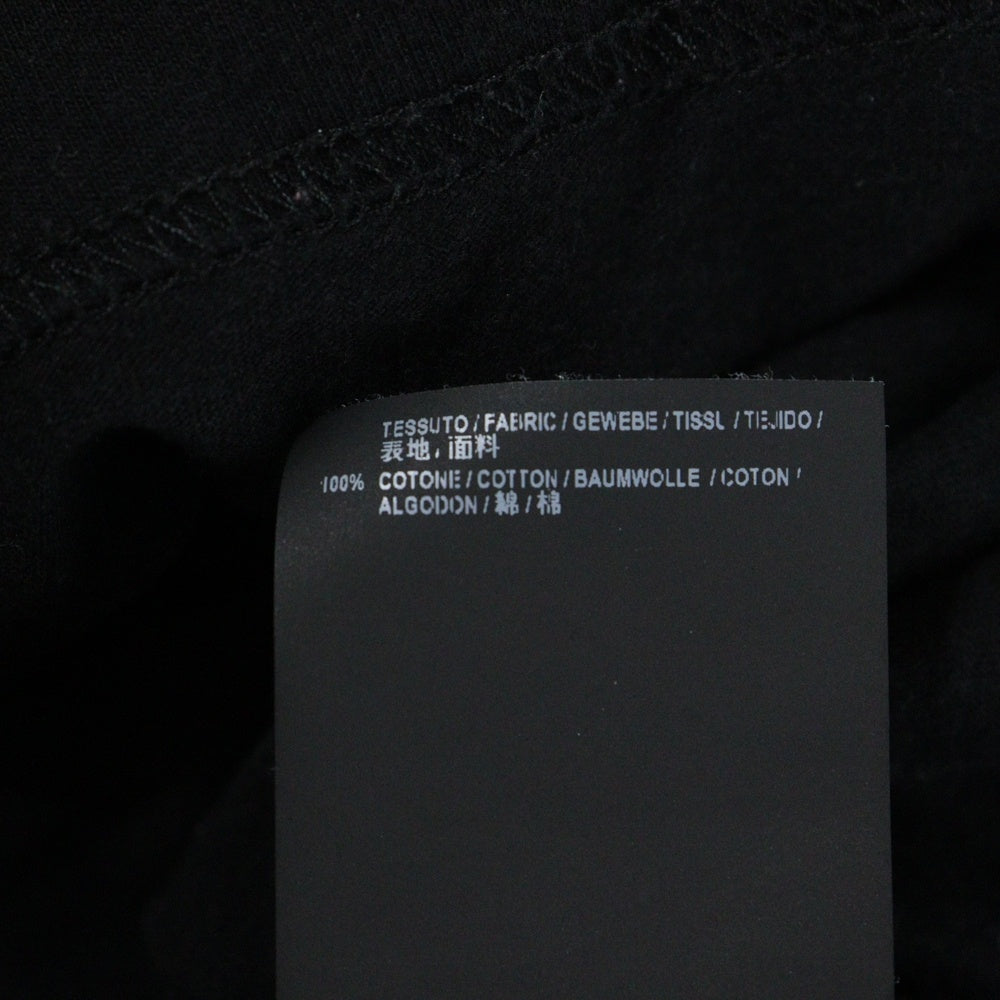 TESSUTO / FABRIC / GEWEBE / TISSU / TEJIDO /
表地, 面料
100% COTONE / COTTON / BAUMWOLLE / COTON /
ALGODON / 綿 / 棉